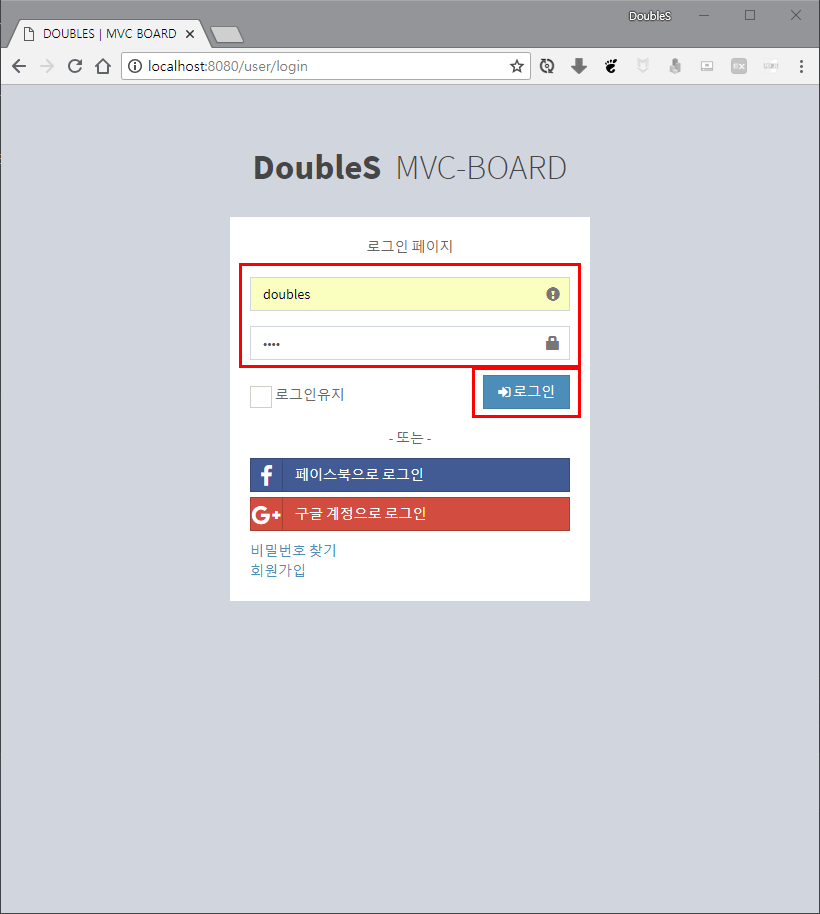 DoubleS
DOUBLES | MVC BOARD
localhost:8080/user/login
DoubleS MVC-BOARD
로그인 페이지
doubles
••••
로그인유지
로그인
- 또는 -
페이스북으로 로그인
G+ 구글 계정으로 로그인
비밀번호 찾기
회원가입